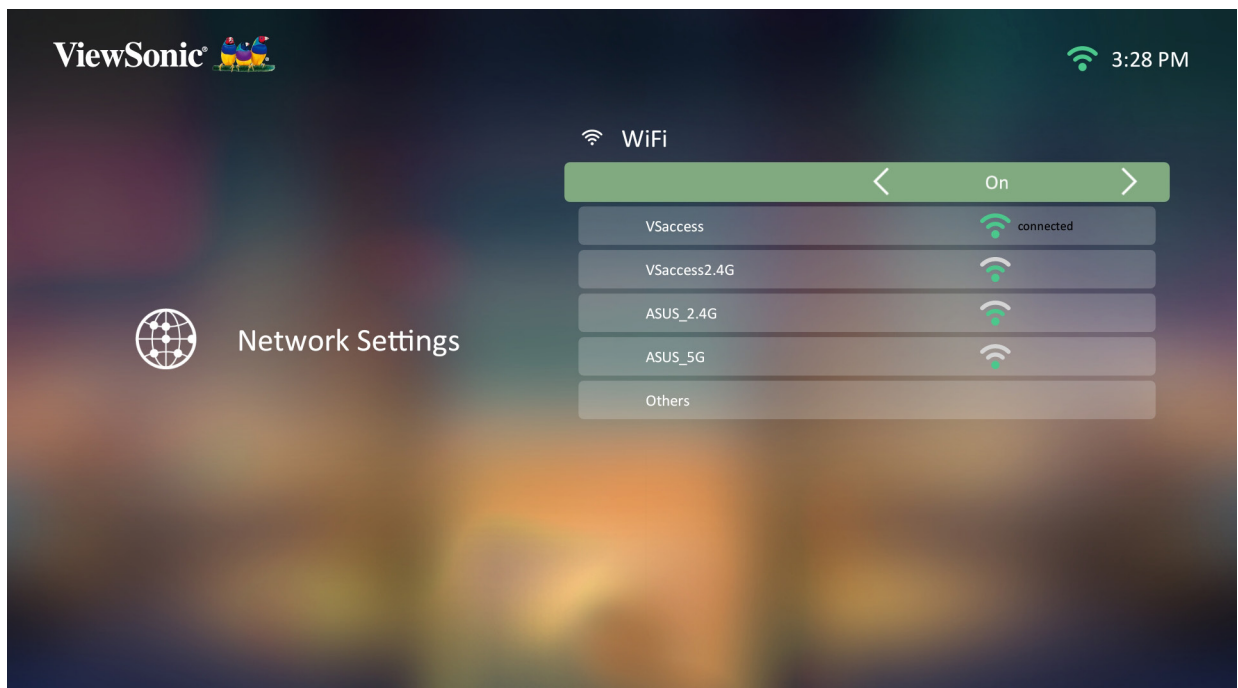 ViewSonic®
3:28 PM
WiFi
On
VSaccess connected
VSaccess2.4G
ASUS_2.4G
ASUS_5G
Others
Network Settings